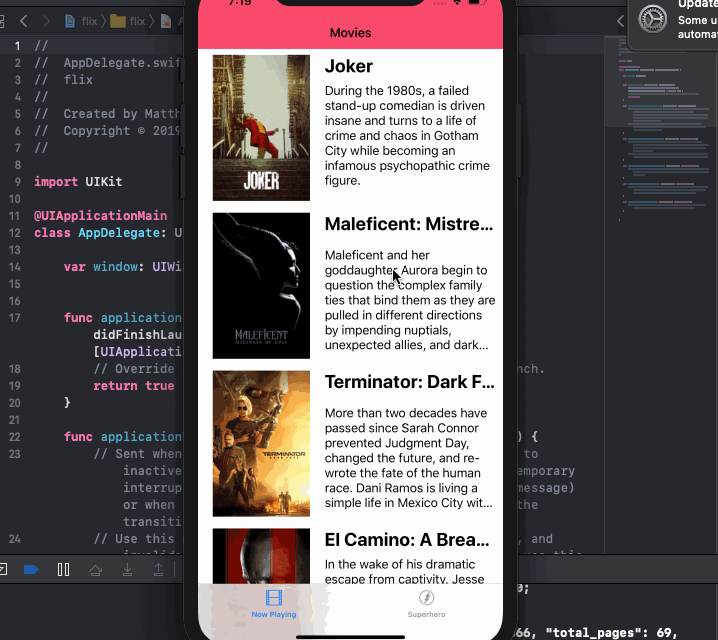 7:19
Movies
Joker
During the 1980s, a failed
stand-up comedian is driven
insane and turns to a life of
crime and chaos in Gotham
City while becoming an
infamous psychopathic crime
figure.
JOKER
Maleficent: Mistre...
Maleficent and her
goddaughter Aurora begin to
question the complex family
ties that bind them as they are
pulled in different directions
by impending nuptials,
unexpected allies, and dark...
MALEFICENT
MISTRESS OF EVIL
Terminator: Dark F...
More than two decades have
passed since Sarah Connor
prevented Judgment Day,
changed the future, and re-
wrote the fate of the human
race. Dani Ramos is living a
simple life in Mexico City wit...
TERMINATOR
DARK FATE
El Camino: A Brea...
In the wake of his dramatic
escape from captivity, Jesse
Now Playing
Superhero
flix
flix
1 //
2 // AppDelegate.swif
3 // flix
4 //
5 // Created by Matth
6 // Copyright © 2019
7 //
8
9 import UIKit
10
11 @UIApplicationMain
12 class AppDelegate: U
13
14 var window: UIWi
15
16
17 func application
didFinishLau
[UIApplicati
18 // Override nch.
19 return true
20 }
21
22 func application ) {
23 // Sent when to
inactive emporary
interrup message)
or when the
transiti
24 // Use this and
Update
Some u
automat
0;
66, "total_pages": 69,